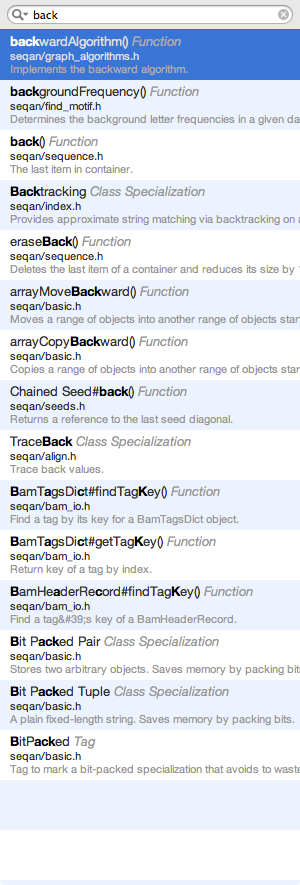 back
backwardAlgorithm() Function
seqan/graph_algorithms.h
Implements the backward algorithm.
backgroundFrequency() Function
seqan/find_motif.h
Determines the background letter frequencies in a given da
back() Function
seqan/sequence.h
The last item in container.
Backtracking Class Specialization
seqan/index.h
Provides approximate string matching via backtracking on a
eraseBack() Function
seqan/sequence.h
Deletes the last item of a container and reduces its size by
arrayMoveBackward() Function
seqan/basic.h
Moves a range of objects into another range of objects star
arrayCopyBackward() Function
seqan/basic.h
Copies a range of objects into another range of objects star
Chained Seed#back() Function
seqan/seeds.h
Returns a reference to the last seed diagonal.
TraceBack Class Specialization
seqan/align.h
Trace back values.
BamTagsDict#findTagKey() Function
seqan/bam_io.h
Find a tag by its key for a BamTagsDict object.
BamTagsDict#getTagKey() Function
seqan/bam_io.h
Return key of a tag by index.
BamHeaderRecord#findTagKey() Function
seqan/bam_io.h
Find a tag&#39;s key of a BamHeaderRecord.
Bit Packed Pair Class Specialization
seqan/basic.h
Stores two arbitrary objects. Saves memory by packing bits
Bit Packed Tuple Class Specialization
seqan/basic.h
A plain fixed-length string. Saves memory by packing bits.
BitPacked Tag
seqan/basic.h
Tag to mark a bit-packed specialization that avoids to waste